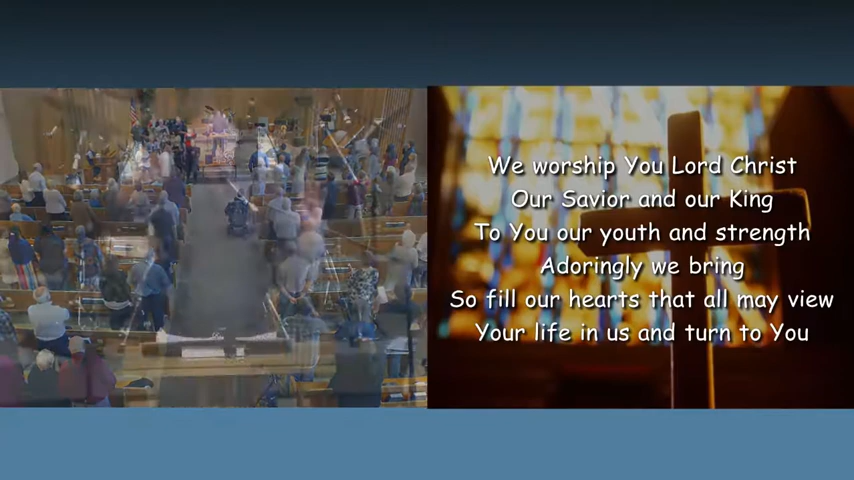 We worship You Lord Christ
Our Savior and our King
To You our youth and strength
Adoringly we bring
So fill our hearts that all may view
Your life in us and turn to You